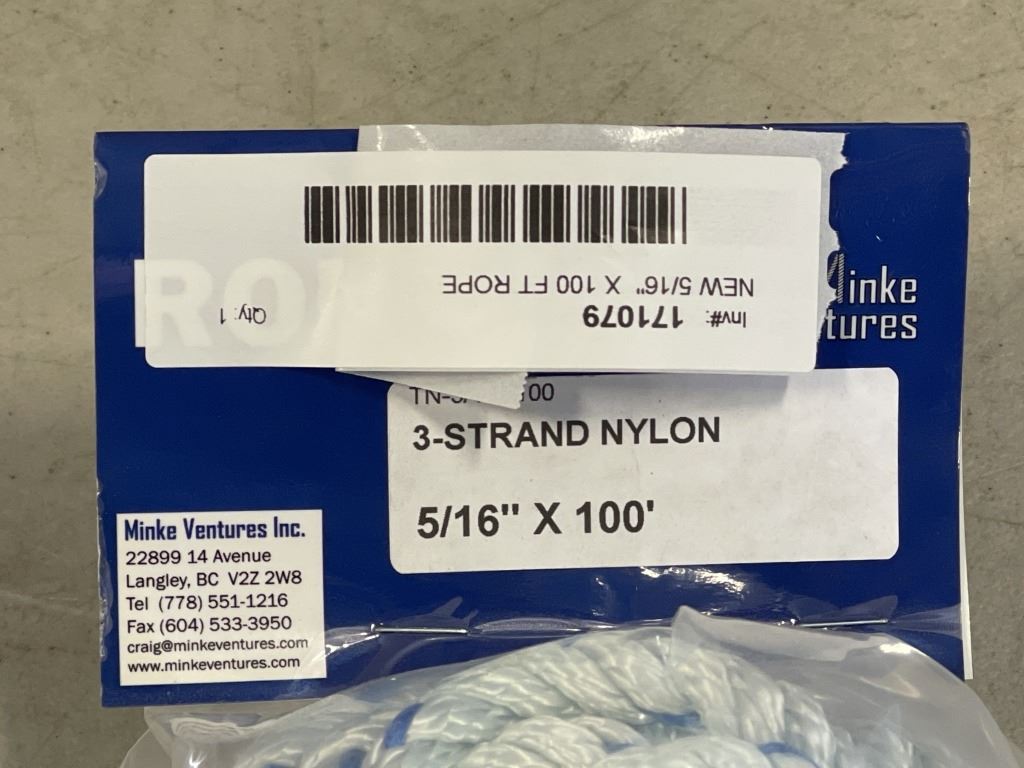 NEW 5/16" X 100 FT ROPE
Inv#: 171079
Qty: 1
Minke
tures
00
3-STRAND NYLON
5/16" X 100'
Minke Ventures Inc.
22899 14 Avenue
Langley, BC V2Z 2W8
Tel (778) 551-1216
Fax (604) 533-3950
craig@minkeventures.com
www.minkeventures.com